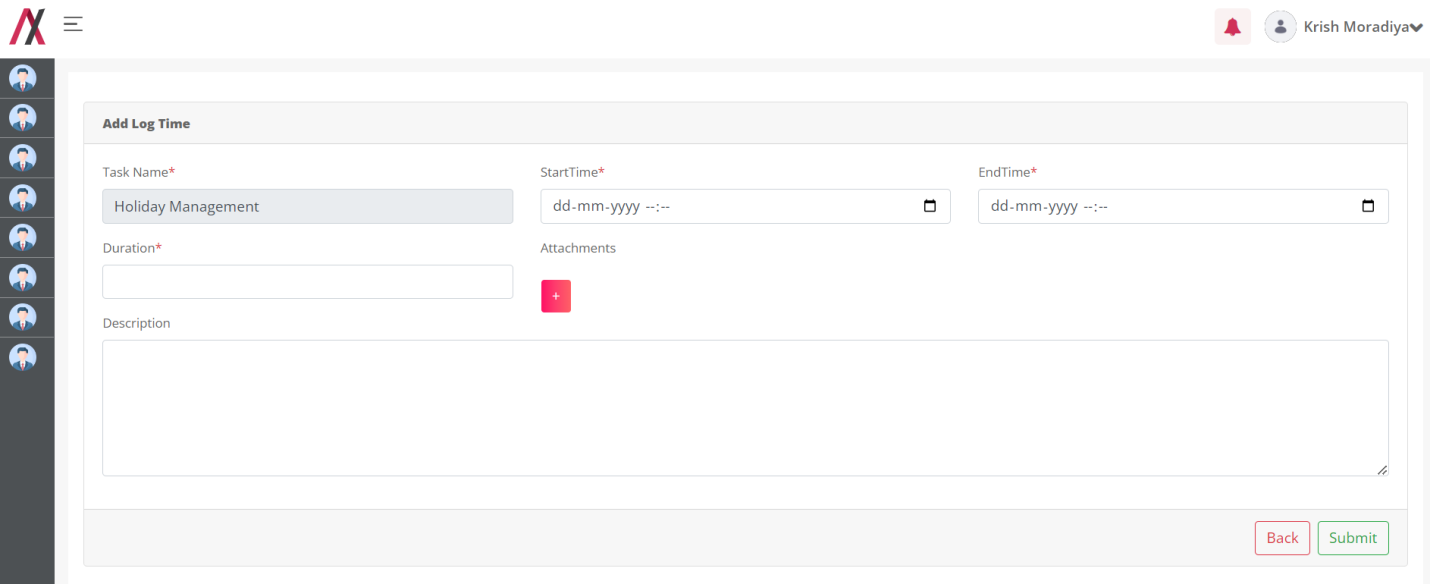 Krish Moradiya
Add Log Time
Task Name* StartTime* EndTime*
Holiday Management dd-mm-yyyy --:-- dd-mm-yyyy --:--
Duration* Attachments
+
Description
Back Submit